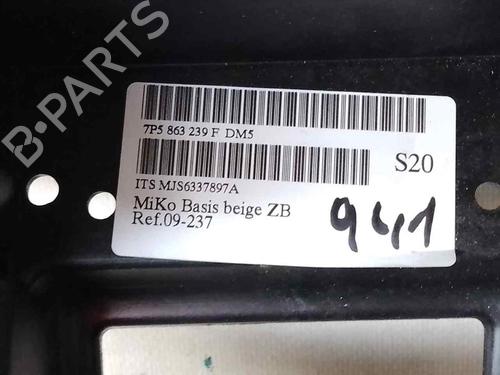 B-PARTS
7P5 863 239 F DM5
S20
ITS MJS6337897A
MiKo Basis beige ZB
Ref.09-237
941